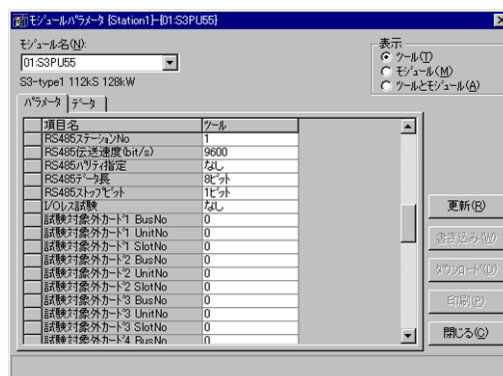 モジュールパラメータ {Station1}-{01:S3PU55}
モジュール名(N):
01:S3PU55
S3-type1 112kS 128kW
表示
ツール(T)
モジュール(M)
ツールとモジュール(A)
パラメータ データ
項目名 ツール
RS485ステーションNo 1
RS485伝送速度(bit/s) 9600
RS485パリティ指定 なし
RS485データ長 8ビット
RS485ストップビット 1ビット
I/Oレス試験 なし
試験対象外カード1 BusNo 0
試験対象外カード1 UnitNo 0
試験対象外カード1 SlotNo 0
試験対象外カード2 BusNo 0
試験対象外カード2 UnitNo 0
試験対象外カード2 SlotNo 0
試験対象外カード3 BusNo 0
試験対象外カード3 UnitNo 0
試験対象外カード3 SlotNo 0
試験対象外カード4 BusNo 0
更新(R)
書き込み(W)
ダウンロード(D)
印刷(P)
閉じる(C)